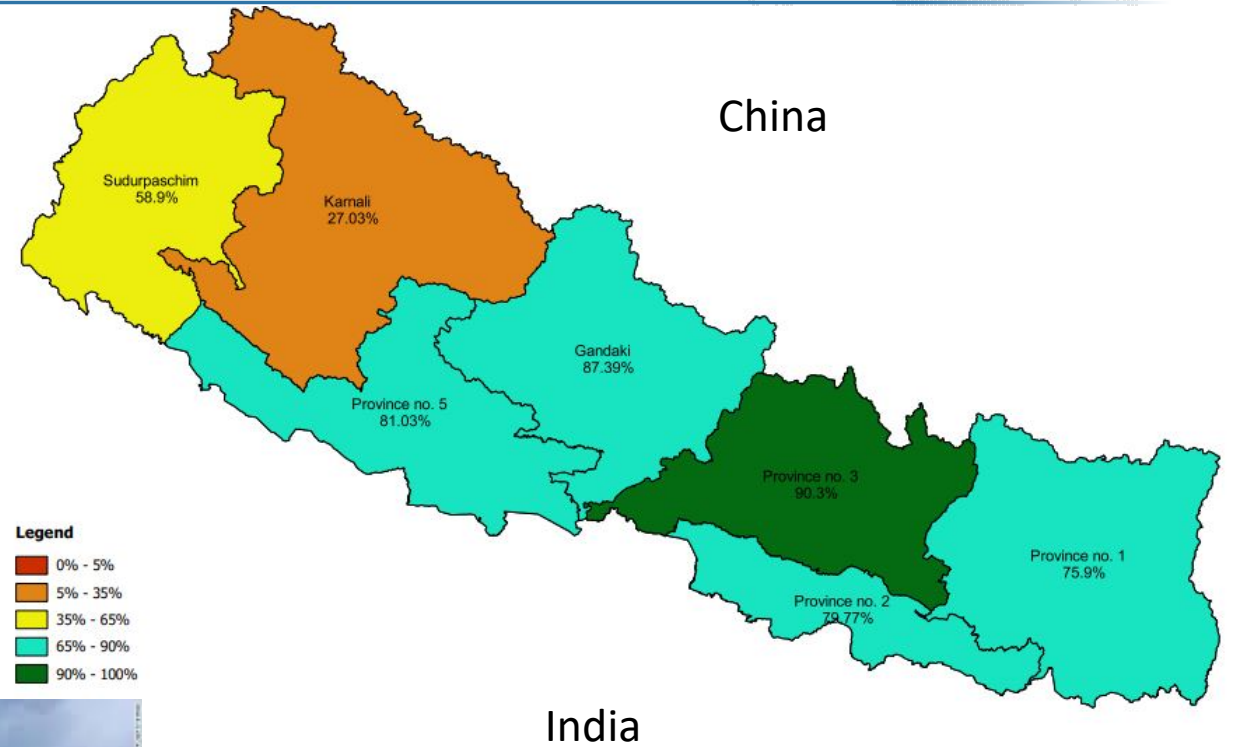 China
Sudurpaschim
58.9%
Karnali
27.03%
Gandaki
87.39%
Province no. 5
81.03%
Province no. 3
90.3%
Province no. 1
75.9%
Province no. 2
79.77%
Legend
0% - 5%
5% - 35%
35% - 65%
65% - 90%
90% - 100%
India